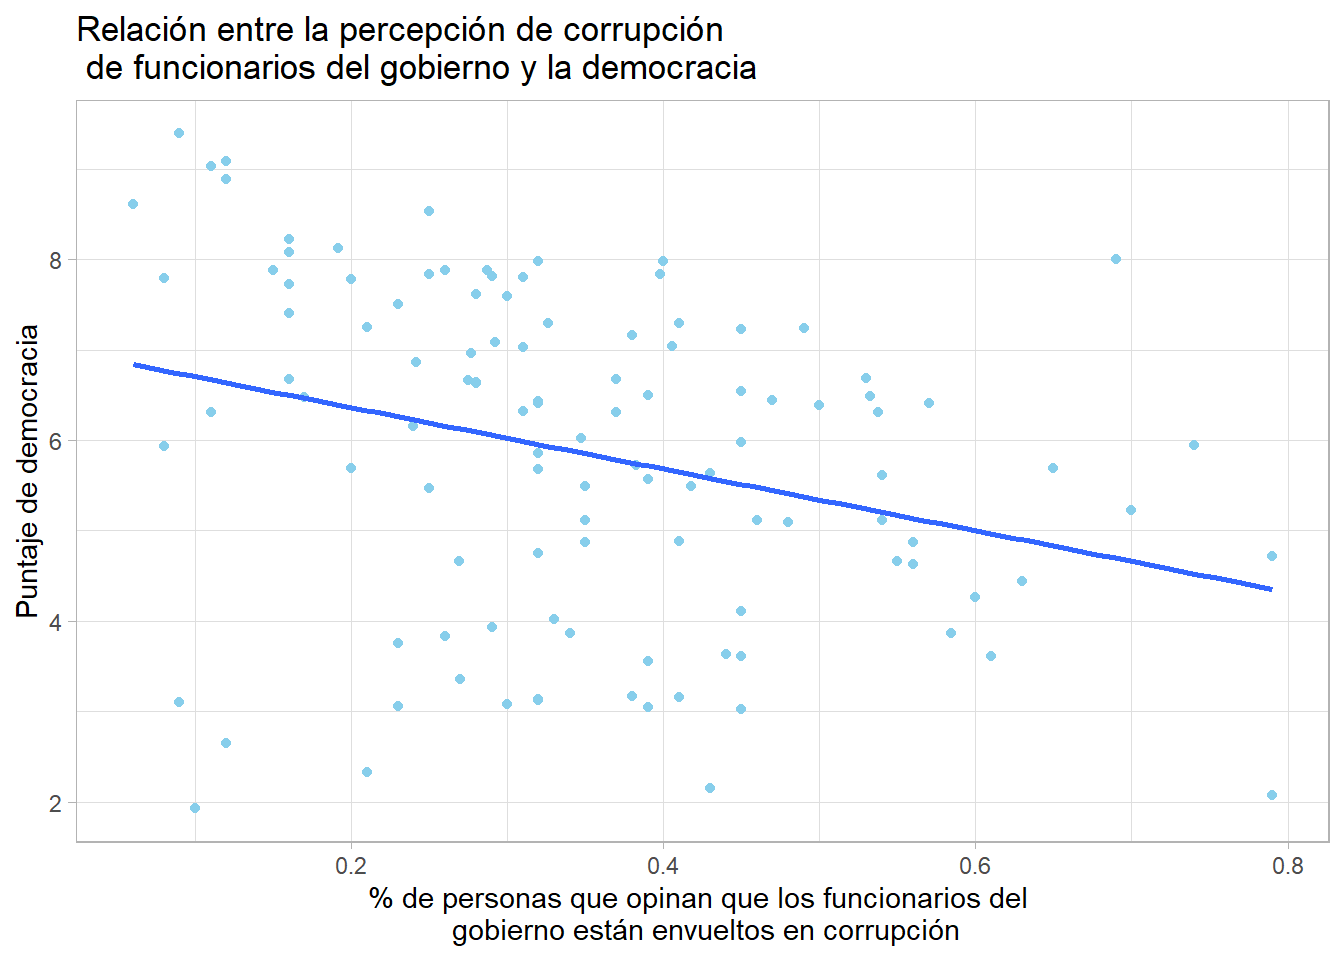 Relación entre la percepción de corrupción
de funcionarios del gobierno y la democracia
Puntaje de democracia
8
6
4
2
0.2
0.4
0.6
0.8
% de personas que opinan que los funcionarios del
gobierno están envueltos en corrupción